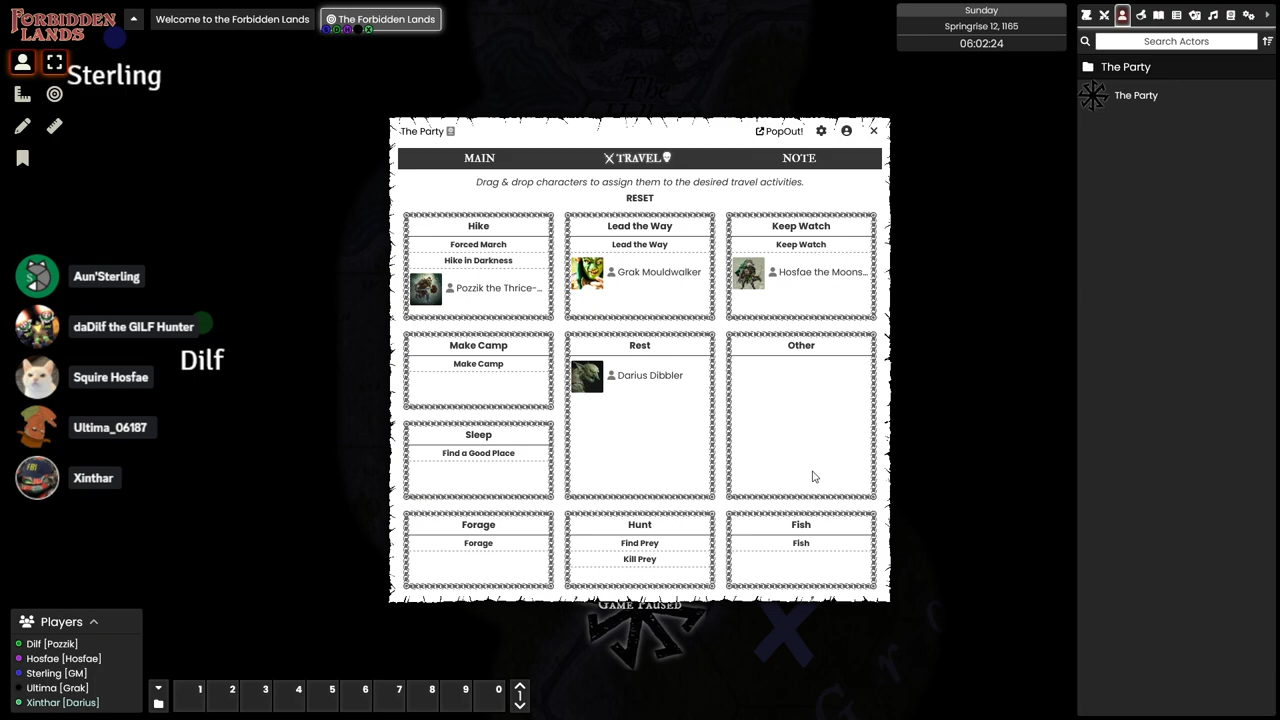 FORBIDDEN
LANDS
Welcome to the Forbidden Lands
The Forbidden Lands
Sunday
Springrise 12, 1165
06:02:24
Search Actors
The Party
The Party
Sterling
The
The Party
PopOut!
MAIN
TRAVEL
NOTE
Drag & drop characters to assign them to the desired travel activities.
RESET
Hike
Forced March
Hike in Darkness
Pozzik the Thrice-...
Lead the Way
Lead the Way
Grak Mouldwalker
Keep Watch
Keep Watch
Hosfae the Moons...
Make Camp
Make Camp
Rest
Darius Dibbler
Other
Sleep
Find a Good Place
Forage
Forage
Hunt
Find Prey
Kill Prey
Fish
Fish
GAME PAUSED
Aun'Sterling
daDilf the GILF Hunter
Dilf
Squire Hosfae
Ultima_06187
Xinthar
Players
Dilf [Pozzik]
Hosfae [Hosfae]
Sterling [GM]
Ultima [Grak]
Xinthar [Darius]
1 2 3 4 5 6 7 8 9 0
1